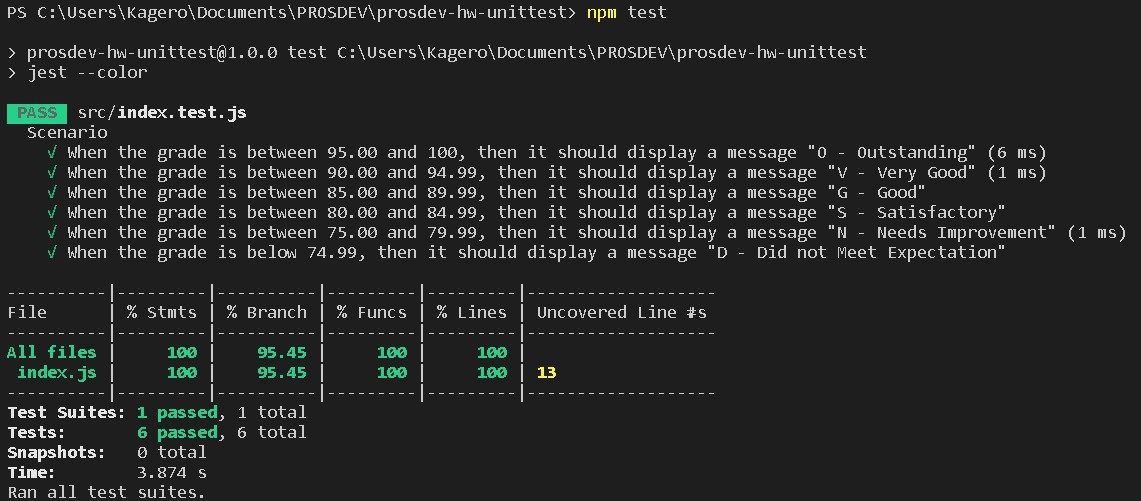 PS C:\Users\Kagero\Documents\PROSDEV\prosdev-hw-unittest> npm test
> prosdev-hw-unittest@1.0.0 test C:\Users\Kagero\Documents\PROSDEV\prosdev-hw-unittest
> jest --color
PASS src/index.test.js
Scenario
√ When the grade is between 95.00 and 100, then it should display a message "O - Outstanding" (6 ms)
√ When the grade is between 90.00 and 94.99, then it should display a message "V - Very Good" (1 ms)
√ When the grade is between 85.00 and 89.99, then it should display a message "G - Good"
√ When the grade is between 80.00 and 84.99, then it should display a message "S - Satisfactory"
√ When the grade is between 75.00 and 79.99, then it should display a message "N - Needs Improvement" (1 ms)
√ When the grade is below 74.99, then it should display a message "D - Did not Meet Expectation"
----------|---------|----------|---------|---------|-------------------
File      | % Stmts | % Branch | % Funcs | % Lines | Uncovered Line #s
----------|---------|----------|---------|---------|-------------------
All files |     100 |    95.45 |     100 |     100 |
 index.js |     100 |    95.45 |     100 |     100 | 13
----------|---------|----------|---------|---------|-------------------
Test Suites: 1 passed, 1 total
Tests:       6 passed, 6 total
Snapshots:   0 total
Time:        3.874 s
Ran all test suites.